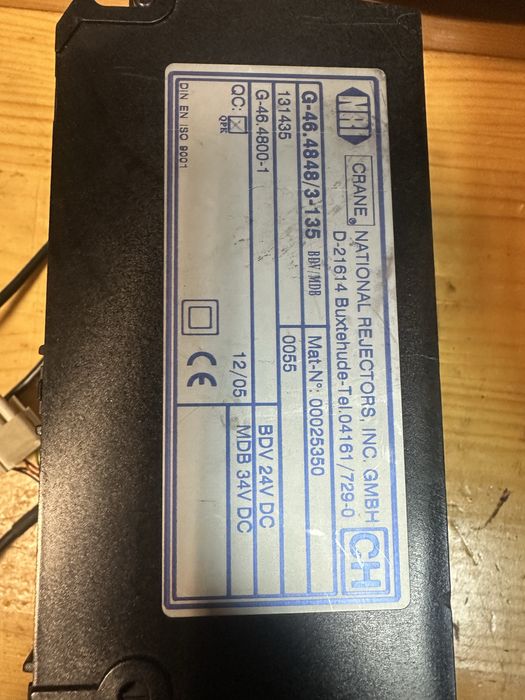 NRI
CRANE® NATIONAL REJECTORS, INC. GMBH
D-21614 Buxtehude-Tel.04161/729-0
CH
G-46.4848/3-135 BDV/MDB
Mat-N°: 00025350
131435
0055
G-46.4800-1
BDV 24V DC
MDB 34V DC
QC: QPK
12/05
CE
DIN EN ISO 9001